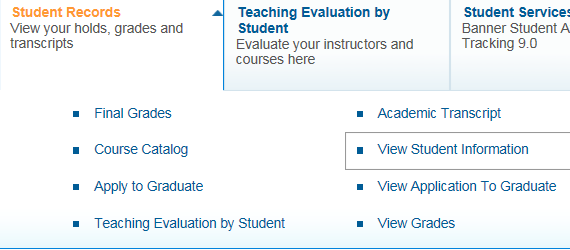 Student Records
View your holds, grades and
transcripts
Teaching Evaluation by
Student
Evaluate your instructors and
courses here
Student Services
Banner Student A
Tracking 9.0
Final Grades
Academic Transcript
Course Catalog
View Student Information
Apply to Graduate
View Application To Graduate
Teaching Evaluation by Student
View Grades